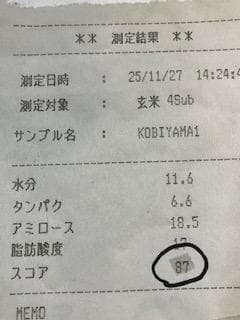 ** 測定結果 **
測定日時 : 25/11/27 14:24:4
測定対象 : 玄米 4Sub
サンプル名 : KOBIYAMA1
水分 11.6
タンパク 6.6
アミロース 18.5
脂肪酸度 17
スコア 87
MEMO